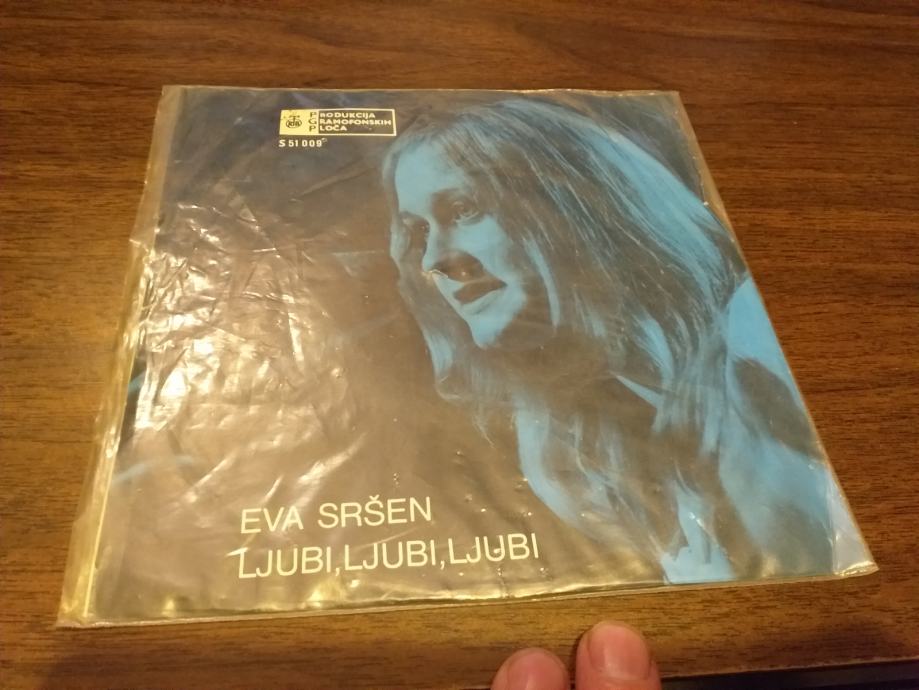 PRODUKCIJA
GRAMOFONSKIH
PLOČA
S 51 009
EVA SRŠEN
LJUBI, LJUBI, LJUBI